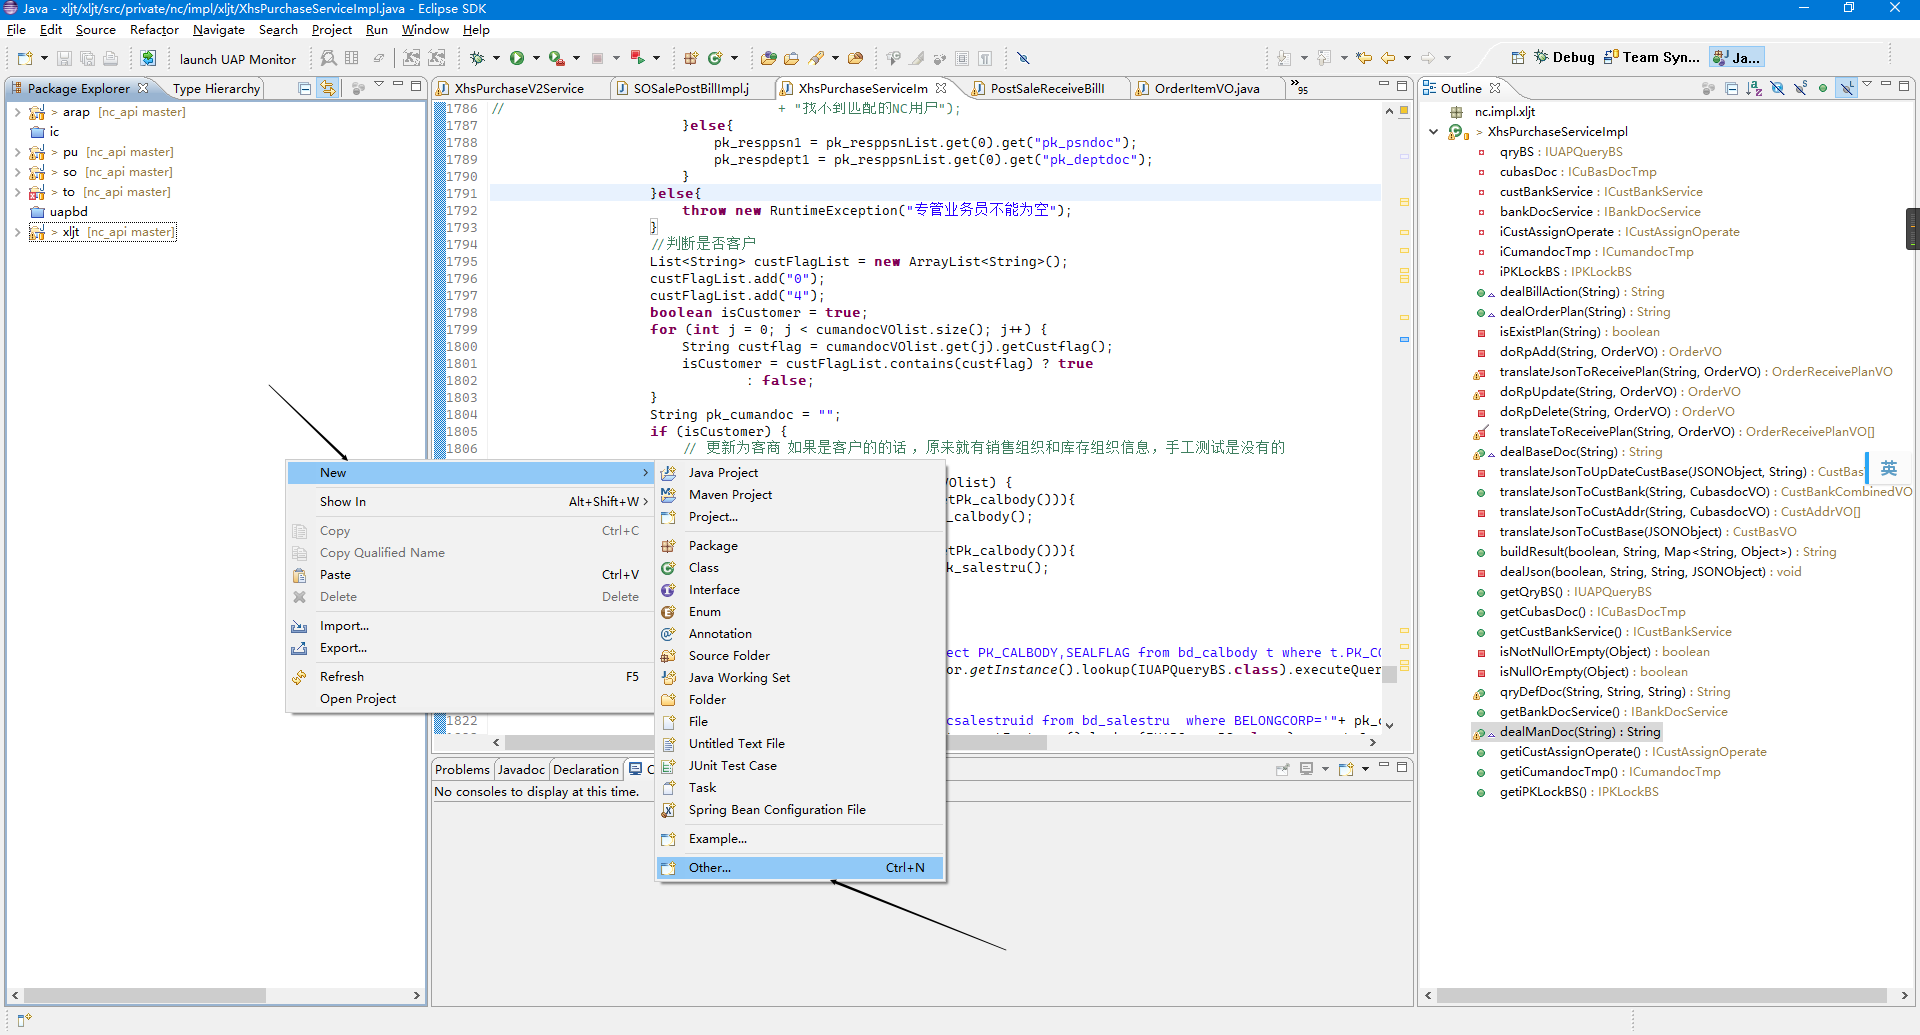 Java - xljt/xljt/src/private/nc/impl/xljt/XhsPurchaseServiceImpl.java - Eclipse SDK
File Edit Source Refactor Navigate Search Project Run Window Help
launch UAP Monitor
Debug Team Syn... Ja...
Package Explorer Type Hierarchy
> arap [nc_api master]
ic
> pu [nc_api master]
> so [nc_api master]
> to [nc_api master]
uapbd
> xljt [nc_api master]
XhsPurchaseV2Service SOSalePostBillImpl.j XhsPurchaseServiceIm PostSaleReceiveBillI OrderItemVO.java »95
1786 // + "找不到匹配的NC用户");
1787 }else{
1788 pk_resppsn1 = pk_resppsnList.get(0).get("pk_psndoc");
1789 pk_respdept1 = pk_resppsnList.get(0).get("pk_deptdoc");
1790 }
1791 }else{
1792 throw new RuntimeException("专管业务员不能为空");
1793 }
1794 //判断是否客户
1795 List<String> custFlagList = new ArrayList<String>();
1796 custFlagList.add("0");
1797 custFlagList.add("4");
1798 boolean isCustomer = true;
1799 for (int j = 0; j < cumandocVOlist.size(); j++) {
1800 String custflag = cumandocVOlist.get(j).getCustflag();
1801 isCustomer = custFlagList.contains(custflag) ? true
1802 : false;
1803 }
1804 String pk_cumandoc = "";
1805 if (isCustomer) {
1806 // 更新为客商 如果是客户的的话 ，原来就有销售组织和库存组织信息，手工测试是没有的
VOlist) {
tPk_calbody())){
_calbody();
tPk_calbody())){
k_salestru();
ect PK_CALBODY,SEALFLAG from bd_calbody t where t.PK_CO
or.getInstance().lookup(IUAPQueryBS.class).executeQuer
1822 csalestruid from bd_salestru where BELONGCORP='"+ pk_c
New
Show In Alt+Shift+W
Copy Ctrl+C
Copy Qualified Name
Paste Ctrl+V
Delete Delete
Import...
Export...
Refresh F5
Open Project
Java Project
Maven Project
Project...
Package
Class
Interface
Enum
Annotation
Source Folder
Java Working Set
Folder
File
Untitled Text File
JUnit Test Case
Task
Spring Bean Configuration File
Example...
Other... Ctrl+N
Problems Javadoc Declaration C
No consoles to display at this time.
Outline
nc.impl.xljt
> XhsPurchaseServiceImpl
qryBS : IUAPQueryBS
cubasDoc : ICuBasDocTmp
custBankService : ICustBankService
bankDocService : IBankDocService
iCustAssignOperate : ICustAssignOperate
iCumandocTmp : ICumandocTmp
iPKLockBS : IPKLockBS
dealBillAction(String) : String
dealOrderPlan(String) : String
isExistPlan(String) : boolean
doRpAdd(String, OrderVO) : OrderVO
translateJsonToReceivePlan(String, OrderVO) : OrderReceivePlanVO
doRpUpdate(String, OrderVO) : OrderVO
doRpDelete(String, OrderVO) : OrderVO
translateToReceivePlan(String, OrderVO) : OrderReceivePlanVO[]
dealBaseDoc(String) : String
translateJsonToUpDateCustBase(JSONObject, String) : CustBas
translateJsonToCustBank(String, CubasdocVO) : CustBankCombinedVO
translateJsonToCustAddr(String, CubasdocVO) : CustAddrVO[]
translateJsonToCustBase(JSONObject) : CustBasVO
buildResult(boolean, String, Map<String, Object>) : String
dealJson(boolean, String, String, JSONObject) : void
getQryBS() : IUAPQueryBS
getCubasDoc() : ICuBasDocTmp
getCustBankService() : ICustBankService
isNotNullOrEmpty(Object) : boolean
isNullOrEmpty(Object) : boolean
qryDefDoc(String, String, String) : String
getBankDocService() : IBankDocService
dealManDoc(String) : String
getiCustAssignOperate() : ICustAssignOperate
getiCumandocTmp() : ICumandocTmp
getiPKLockBS() : IPKLockBS
英